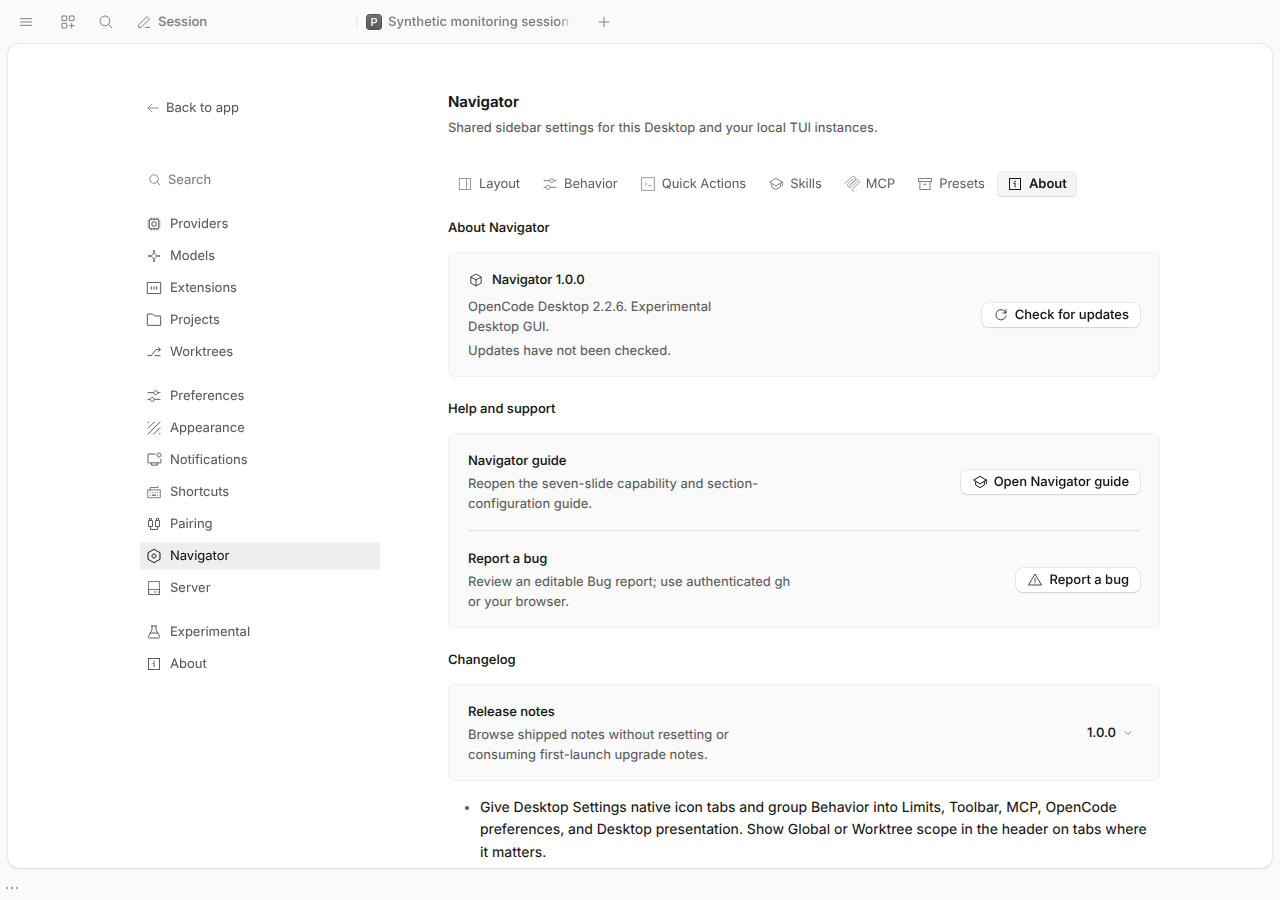 Session
P Synthetic monitoring session
Back to app
Search
Providers
Models
Extensions
Projects
Worktrees
Preferences
Appearance
Notifications
Shortcuts
Pairing
Navigator
Server
Experimental
About
Navigator
Shared sidebar settings for this Desktop and your local TUI instances.
Layout Behavior Quick Actions Skills MCP Presets About
About Navigator
Navigator 1.0.0
OpenCode Desktop 2.2.6. Experimental
Desktop GUI.
Updates have not been checked.
Check for updates
Help and support
Navigator guide
Reopen the seven-slide capability and section-
configuration guide.
Open Navigator guide
Report a bug
Review an editable Bug report; use authenticated gh
or your browser.
Report a bug
Changelog
Release notes
Browse shipped notes without resetting or
consuming first-launch upgrade notes.
1.0.0
• Give Desktop Settings native icon tabs and group Behavior into Limits, Toolbar, MCP, OpenCode
preferences, and Desktop presentation. Show Global or Worktree scope in the header on tabs where
it matters.
...